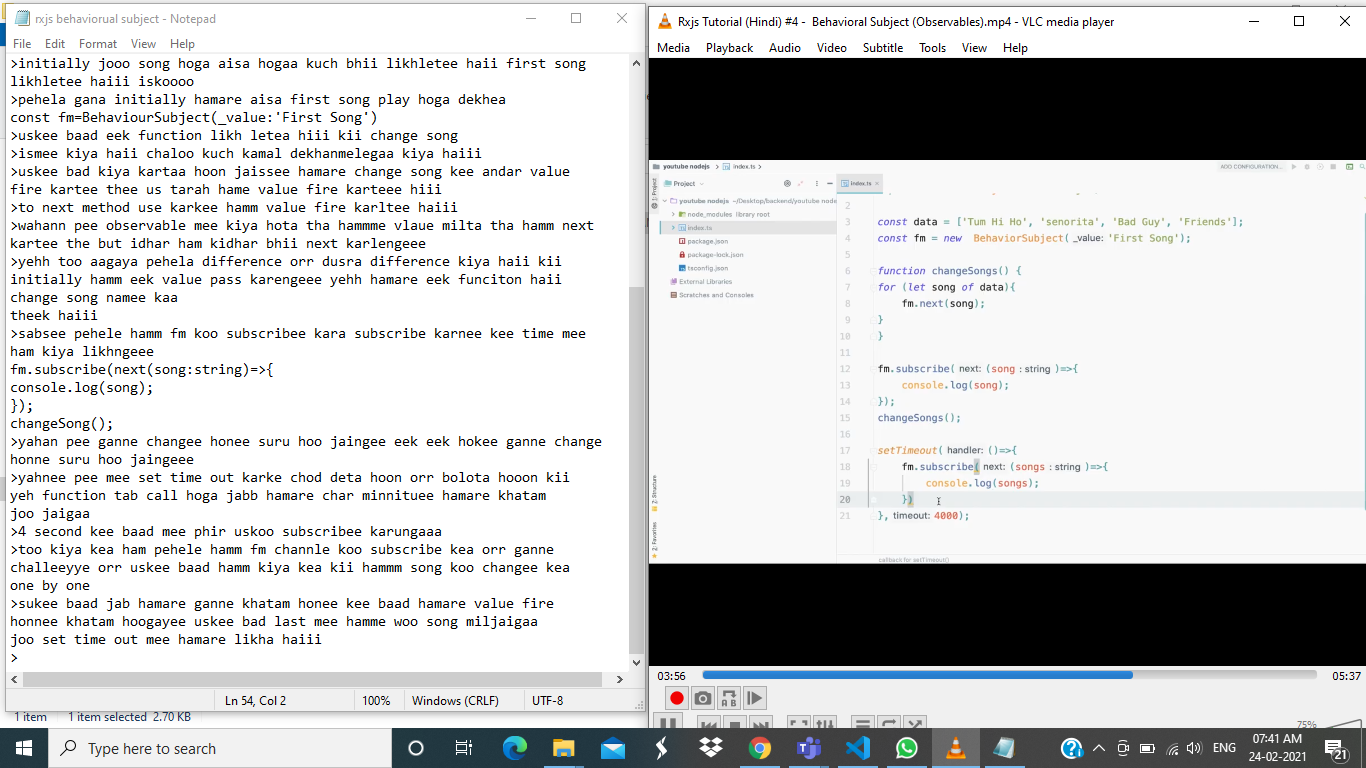 rxjs behaviorual subject - Notepad
File Edit Format View Help
>initially jooo song hoga aisa hogaa kuch bhii likhletee haii first song
likhletee haiii iskoooo
>pehela gana initially hamare aisa first song play hoga dekhea
const fm=BehaviourSubject(_value:'First Song')
>uskee baad eek function likh letea hiii kii change song
>ismee kiya haii chaloo kuch kamal dekhanmelegaa kiya haiii
>uskee bad kiya kartaa hoon jaissee hamare change song kee andar value
fire kartee thee us tarah hame value fire karteee hiii
>to next method use karkee hamm value fire karltee haiii
>wahann pee observable mee kiya hota tha hammme vlaue milta tha hamm next
kartee the but idhar ham kidhar bhii next karlengeee
>yehh too aagaya pehela difference orr dusra difference kiya haii kii
initially hamm eek value pass karengeee yehh hamare eek funciton haii
change song namee kaa
theek haiii
>sabsee pehele hamm fm koo subscribee kara subscribe karnee kee time mee
ham kiya likhngeee
fm.subscribe(next(song:string)=>{
console.log(song);
});
changeSong();
>yahan pee ganne changee honee suru hoo jaingee eek eek hokee ganne change
honne suru hoo jaingeee
>yahnee pee mee set time out karke chod deta hoon orr bolota hooon kii
yeh function tab call hoga jabb hamare char minnituee hamare khatam
joo jaigaa
>4 second kee baad mee phir uskoo subscribee karungaaa
>too kiya kea ham pehele hamm fm channle koo subscribe kea orr ganne
challeeyye orr uskee baad hamm kiya kea kii hammm song koo changee kea
one by one
>sukee baad jab hamare ganne khatam honee kee baad hamare value fire
honnee khatam hoogayee uskee bad last mee hamme woo song miljaigaa
joo set time out mee hamare likha haiii
>
Ln 54, Col 2 100% Windows (CRLF) UTF-8
1 item 1 item selected 2.70 KB
Rxjs Tutorial (Hindi) #4 - Behavioral Subject (Observables).mp4 - VLC media player
Media Playback Audio Video Subtitle Tools View Help
youtube nodejs index.ts
ADD CONFIGURATION...
Project
index.ts
youtube nodejs ~/Desktop/backend/youtube node
node_modules library root
index.ts
package.json
package-lock.json
tsconfig.json
External Libraries
Scratches and Consoles
Z: Structure
2: Favorites
1: Project
2
3 const data = ['Tum Hi Ho', 'senorita', 'Bad Guy', 'Friends'];
4 const fm = new BehaviorSubject( _value: 'First Song');
5
6 function changeSongs() {
7 for (let song of data){
8 fm.next(song);
9 }
10 }
11
12 fm.subscribe( next: (song :string )=>{
13 console.log(song);
14 });
15 changeSongs();
16
17 setTimeout( handler: ()=>{
18 fm.subscribe( next: (songs :string )=>{
19 console.log(songs);
20 })
21 }, timeout: 4000);
callback for setTimeout()
03:56 05:37
75%
Type here to search
ENG
07:41 AM
24-02-2021
21